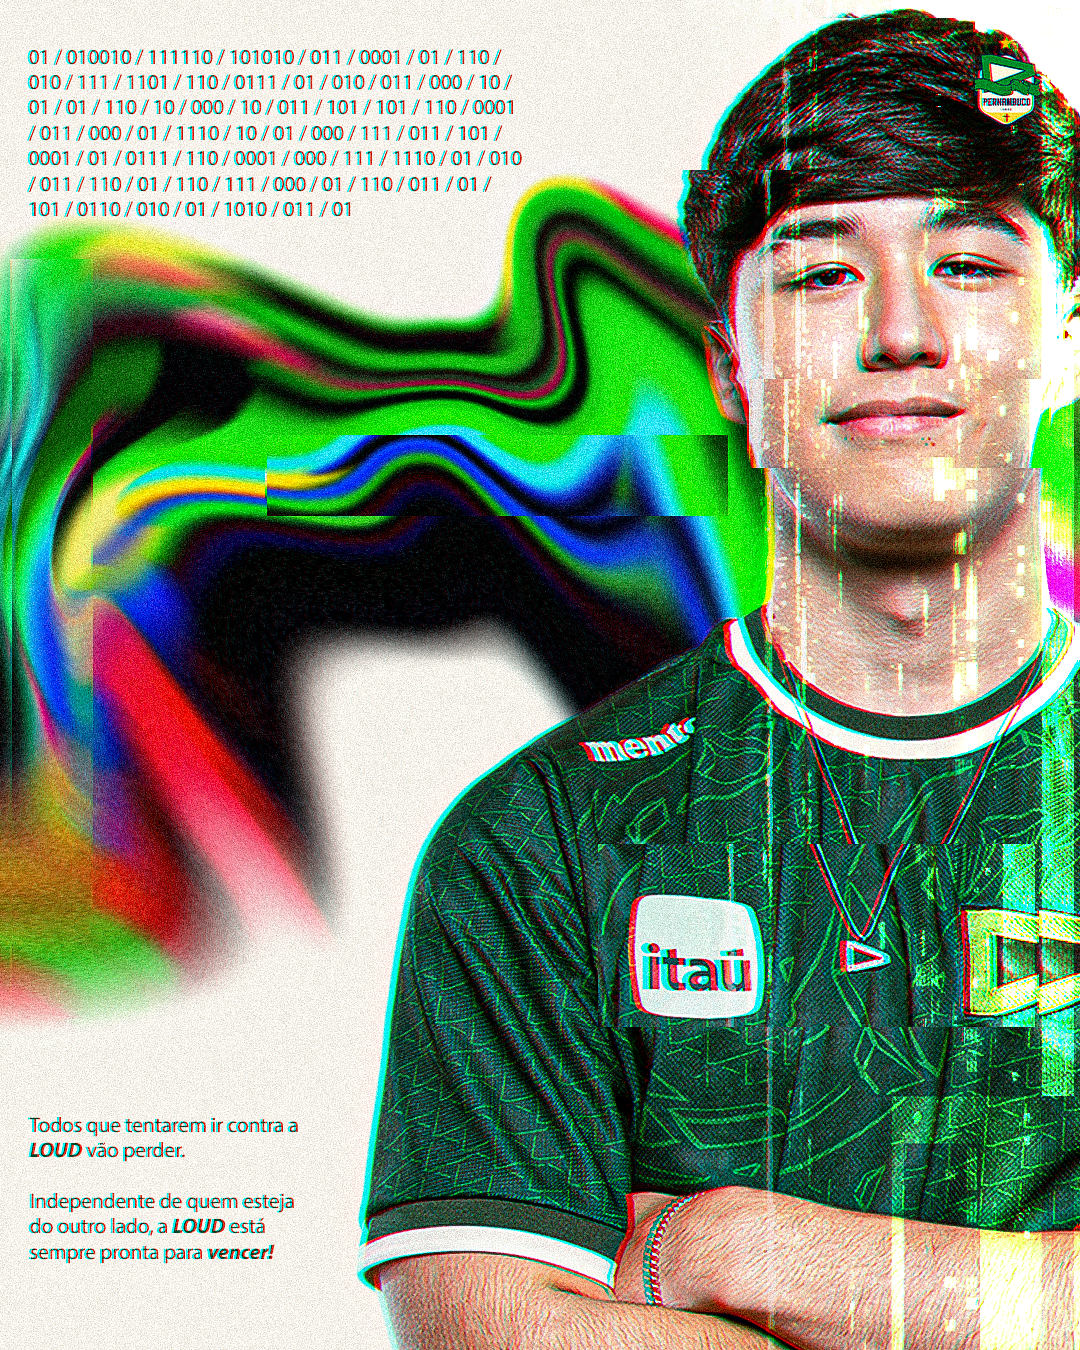 01 / 010010 / 111110 / 101010 / 011 / 0001 / 01 / 110 /
010 / 111 / 1101 / 110 / 0111 / 01 / 010 / 011 / 000 / 10 /
01 / 01 / 110 / 10 / 000 / 10 / 011 / 101 / 101 / 110 / 0001
/ 011 / 000 / 01 / 1110 / 10 / 01 / 000 / 111 / 011 / 101 /
0001 / 01 / 0111 / 110 / 0001 / 000 / 111 / 1110 / 01 / 010
/ 011 / 110 / 01 / 110 / 111 / 000 / 01 / 110 / 011 / 01 /
101 / 0110 / 010 / 01 / 1010 / 011 / 01
PERNAMBUCO
itaú
Todos que tentarem ir contra a
LOUD vão perder.
Independente de quem esteja
do outro lado, a LOUD está
sempre pronta para vencer!